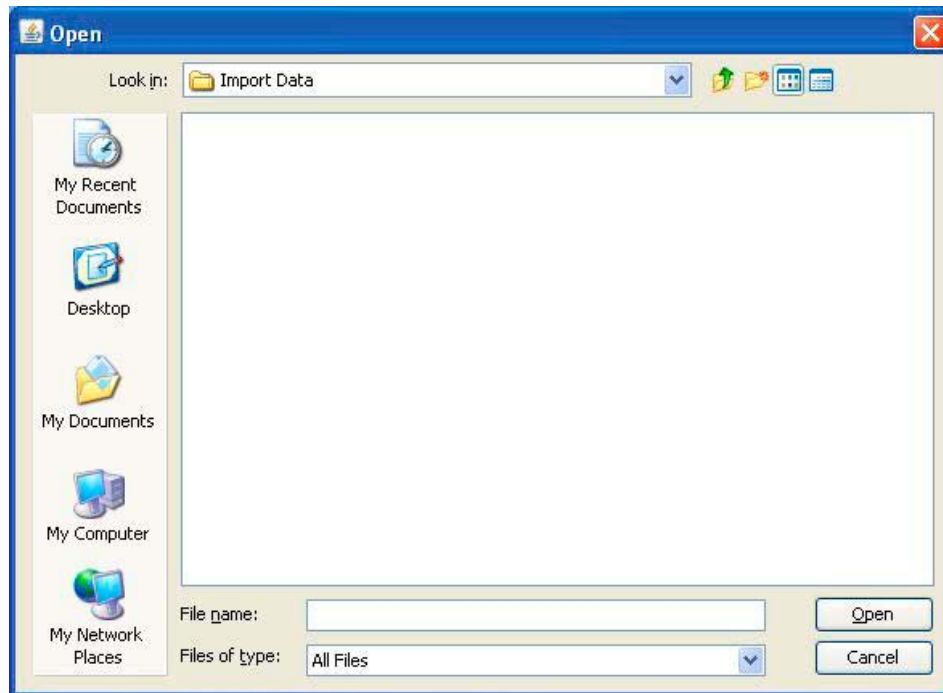 Open
Look in:
Import Data
My Recent
Documents
Desktop
My Documents
My Computer
My Network
Places
File name:
Open
Files of type:
All Files
Cancel